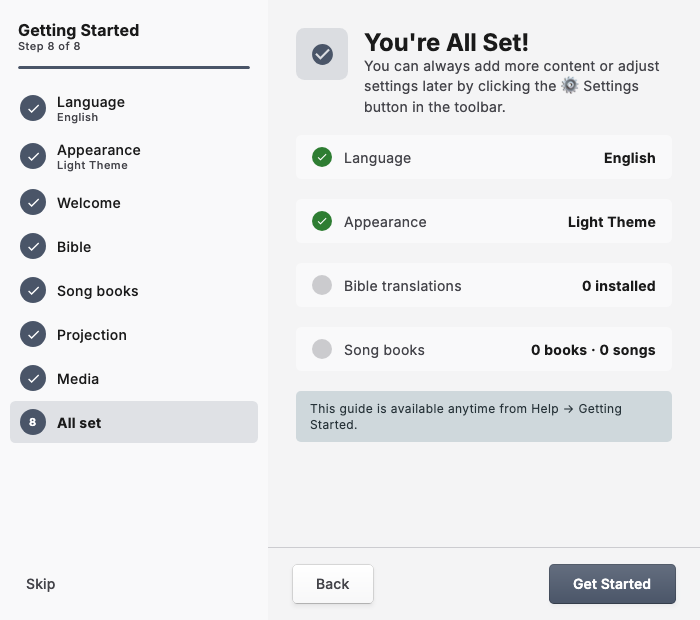 Getting Started
Step 8 of 8
Language
English
Appearance
Light Theme
Welcome
Bible
Song books
Projection
Media
8 All set
Skip
You're All Set!
You can always add more content or adjust
settings later by clicking the ⚙️ Settings
button in the toolbar.
Language English
Appearance Light Theme
Bible translations 0 installed
Song books 0 books · 0 songs
This guide is available anytime from Help → Getting
Started.
Back Get Started